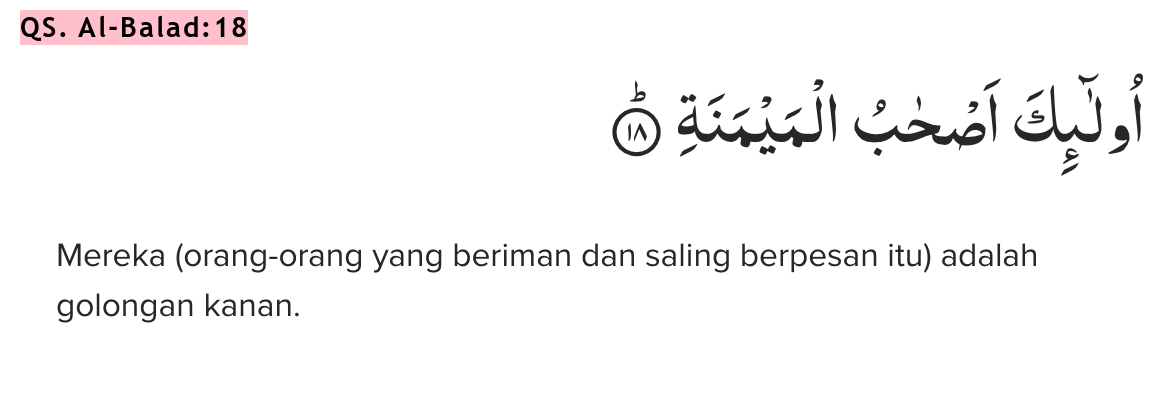 QS. Al-Balad:18
اُولٰۤىِٕكَ اَصْحٰبُ الْمَيْمَنَةِۗ ۝١٨
Mereka (orang-orang yang beriman dan saling berpesan itu) adalah
golongan kanan.